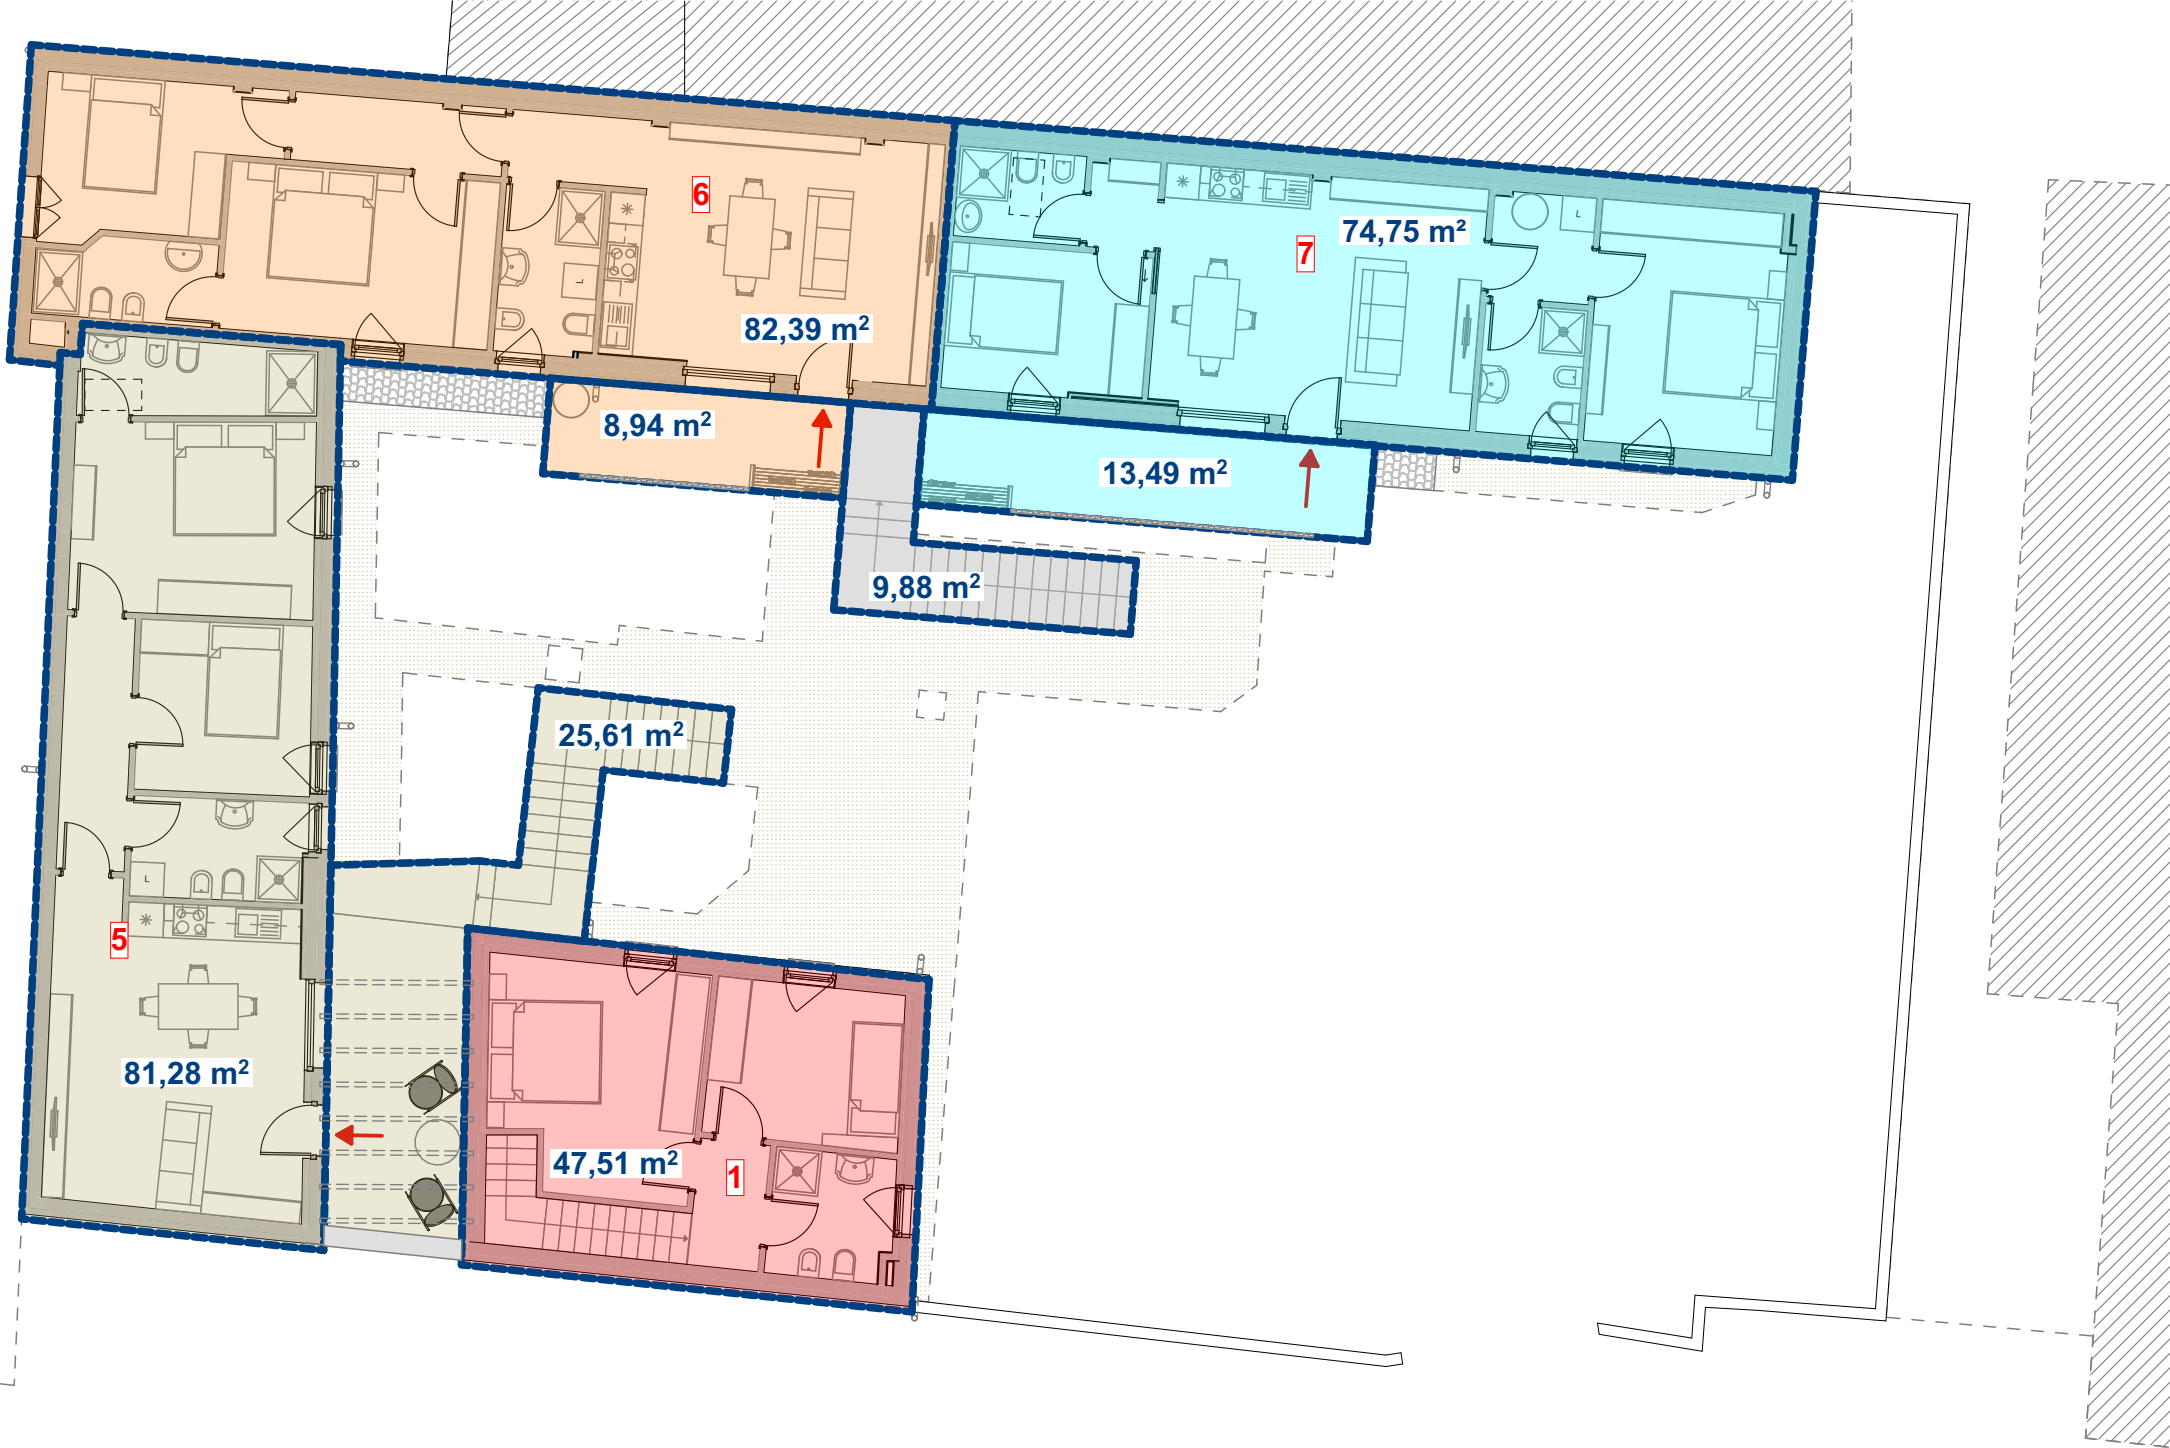 6
74,75 m²
7
82,39 m²
L
L
8,94 m²
13,49 m²
9,88 m²
25,61 m²
L
5
81,28 m²
47,51 m²
1